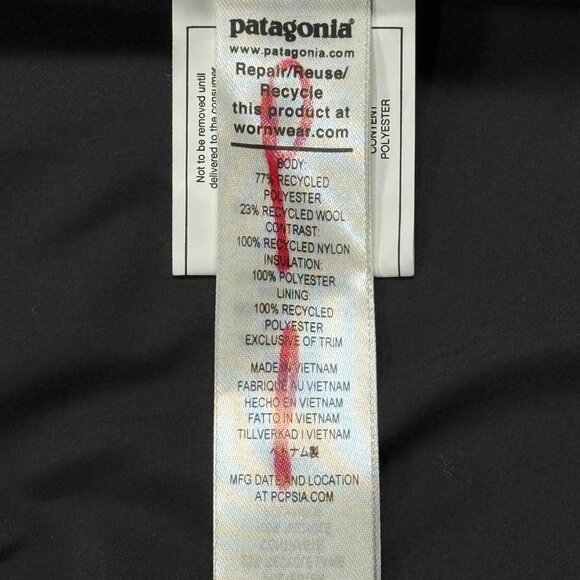 patagonia®
www.patagonia.com
Repair/Reuse/
Recycle
this product at
wornwear.com
BODY:
77% RECYCLED
POLYESTER
23% RECYCLED WOOL
CONTRAST:
100% RECYCLED NYLON
INSULATION:
100% POLYESTER
LINING
100% RECYCLED
POLYESTER
EXCLUSIVE OF TRIM
MADE IN VIETNAM
FABRIQUÉ AU VIETNAM
HECHO EN VIETNAM
FATTO IN VIETNAM
TILLVERKAD I VIETNAM
ベトナム製
MFG DATE AND LOCATION
AT PCPSIA.COM
Not to be removed until
delivered to the consumer
CONTENT
POLYESTER